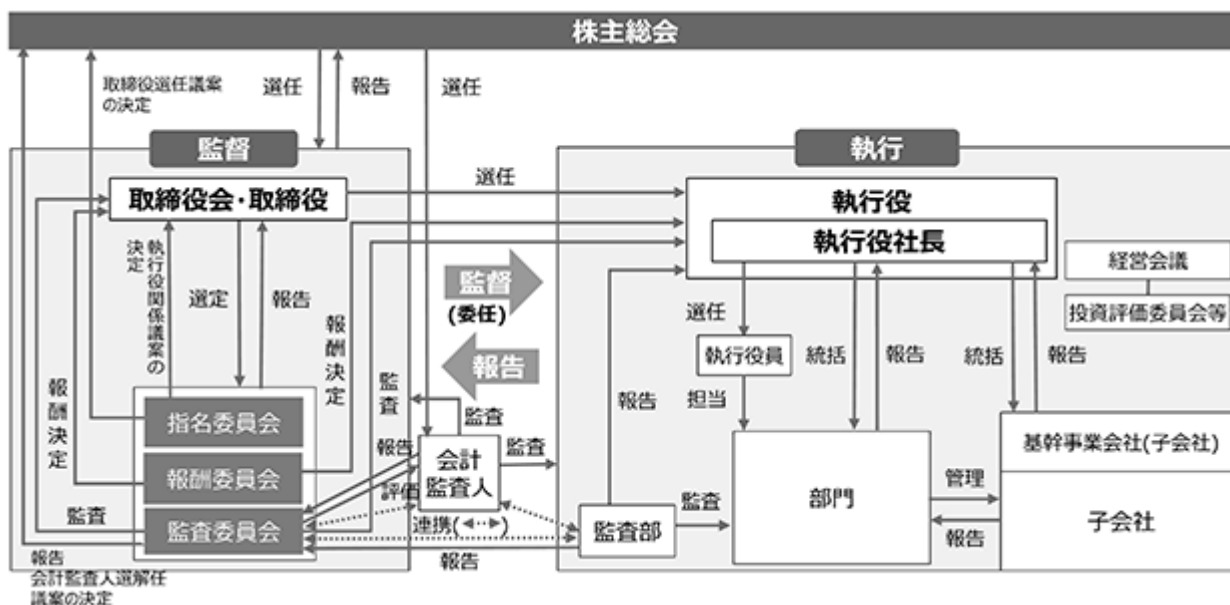 株主総会
取締役選任議案
の決定
選任
報告
選任
監督
執行
取締役会・取締役
選任
執行役
執行役社長
経営会議
投資評価委員会等
執行役関係議案の
決定
選定
報告
報酬決定
監督
(委任)
報告
選任
執行役員
担当
統括
報告
統括
報告
報酬決定
監査
指名委員会
報酬委員会
監査委員会
監査
報告
評価
会計
監査人
監査
連携( )
報告
監査部
監査
部門
管理
報告
基幹事業会社(子会社)
子会社
監査
報告
報告
会計監査人選解任
議案の決定